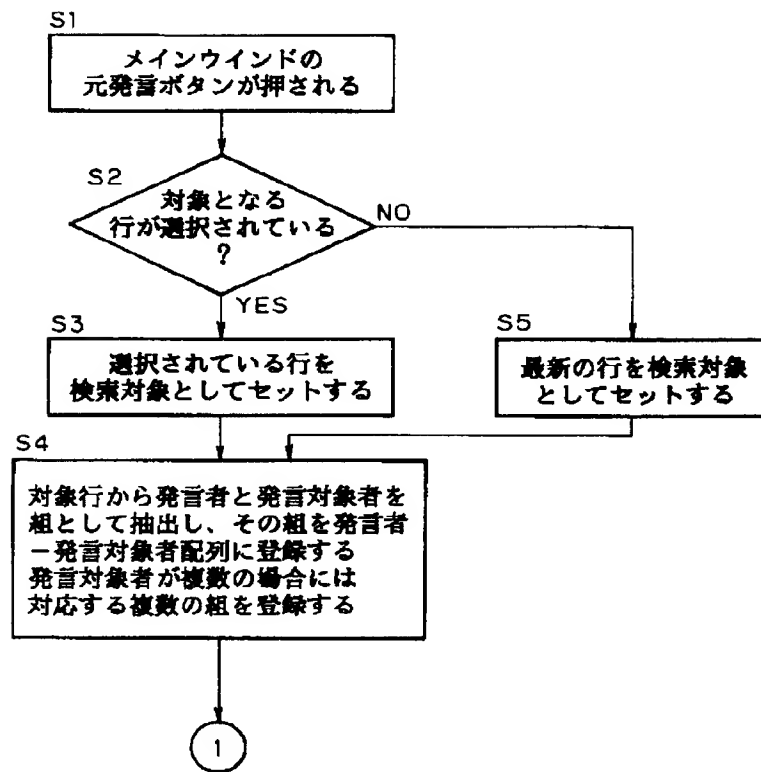 S1
メインウインドの
元発言ボタンが押される
S2
対象となる
行が選択されている
?
NO
YES
S3
選択されている行を
検索対象としてセットする
S5
最新の行を検索対象
としてセットする
S4
対象行から発言者と発言対象者を
組として抽出し、その組を発言者
－発言対象者配列に登録する
発言対象者が複数の場合には
対応する複数の組を登録する
1